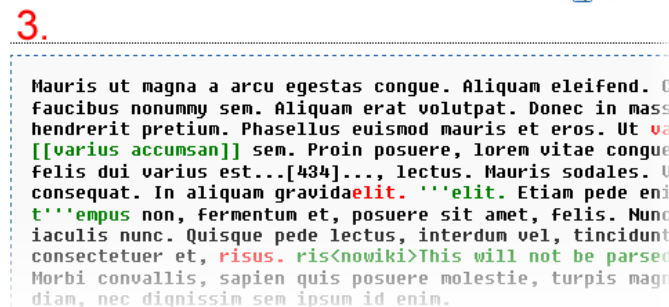 3.
Mauris ut magna a arcu egestas congue. Aliquam eleifend.
faucibus nonummy sem. Aliquam erat volutpat. Donec in mass
hendrerit pretium. Phasellus euismod mauris et eros. Ut va
[[varius accumsan]] sem. Proin posuere, lorem vitae congue
felis dui varius est...[434]..., lectus. Mauris sodales.
consequat. In aliquam gravidaelit. '''elit. Etiam pede eni
t'''empus non, fermentum et, posuere sit amet, felis. Nunc
iaculis nunc. Quisque pede lectus, interdum vel, tincidunt
consectetuer et, risus. ris<nowiki>This will not be parsed
Morbi convallis, sapien quis posuere molestie, turpis magn
diam, nec dignissim sem ipsum id enim.